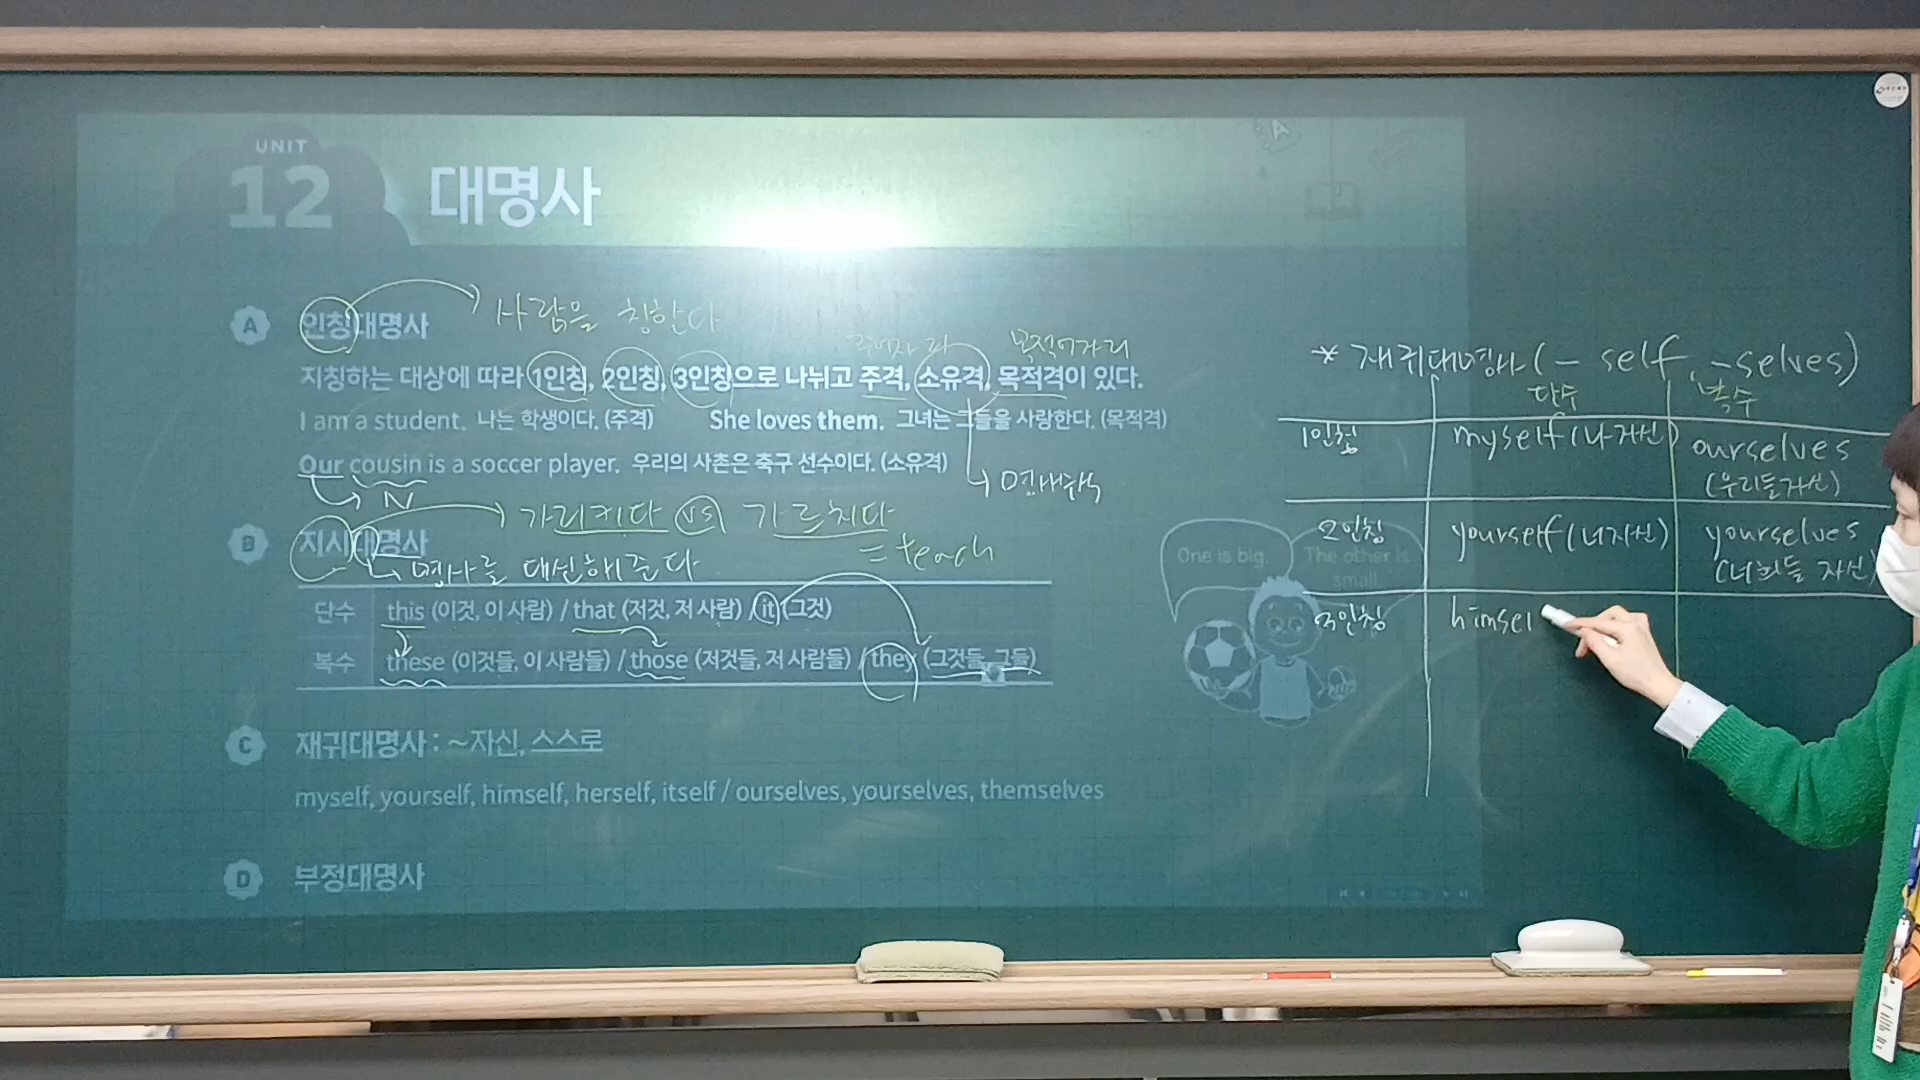 UNIT
12 대명사
A 인칭대명사 사람을 칭한다
주어자리 목적어자리
지칭하는 대상에 따라 1인칭, 2인칭, 3인칭으로 나뉘고 주격, 소유격, 목적격이 있다.
I am a student. 나는 학생이다. (주격) She loves them. 그녀는 그들을 사랑한다. (목적격)
Our cousin is a soccer player. 우리의 사촌은 축구 선수이다. (소유격)
N
B 지시대명사 가리키다 vs 가르치다
= teach
명사를 대신해준다
단수 this (이것, 이 사람) / that (저것, 저 사람) / it (그것)
복수 these (이것들, 이 사람들) / those (저것들, 저 사람들) / they (그것들, 그들)
One is big. The other is
small.
C 재귀대명사 : ~자신, 스스로
myself, yourself, himself, herself, itself / ourselves, yourselves, themselves
D 부정대명사
* 재귀대명사 (- self, -selves)
단수 복수
1인칭 myself (나자신) ourselves
(우리들자신)
2인칭 yourself (너자신) yourselves
(너희들 자신)
3인칭 himsel